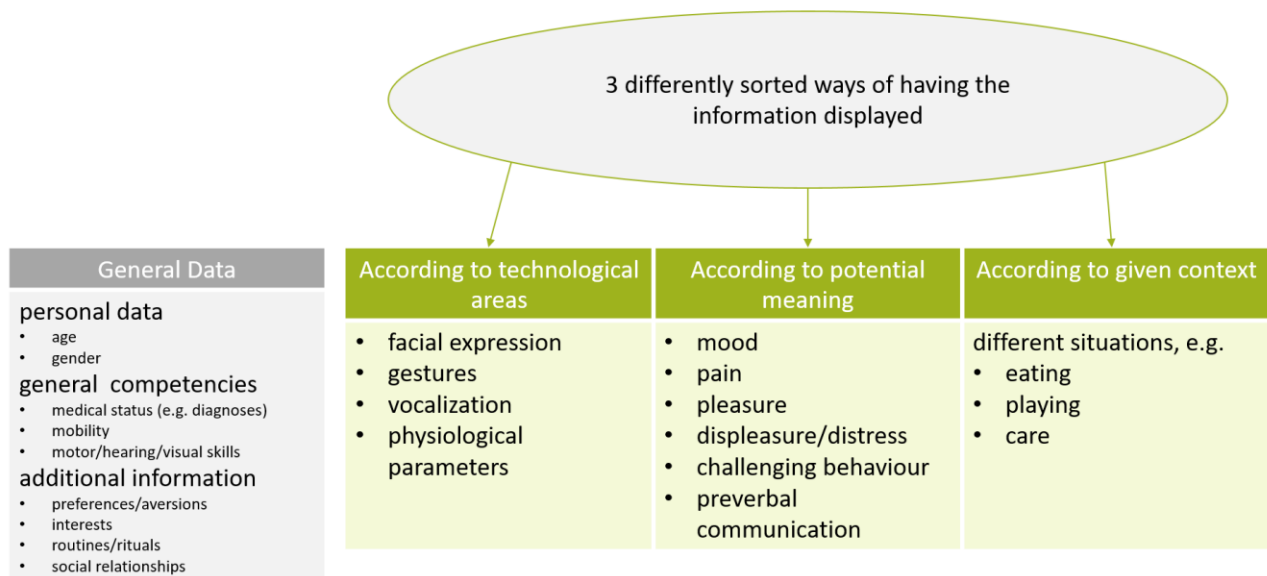 3 differently sorted ways of having the
information displayed
General Data
personal data
• age
• gender
general competencies
• medical status (e.g. diagnoses)
• mobility
• motor/hearing/visual skills
additional information
• preferences/aversions
• interests
• routines/rituals
• social relationships
According to technological
areas
• facial expression
• gestures
• vocalization
• physiological
parameters
According to potential
meaning
• mood
• pain
• pleasure
• displeasure/distress
• challenging behaviour
• preverbal
communication
According to given context
different situations, e.g.
• eating
• playing
• care